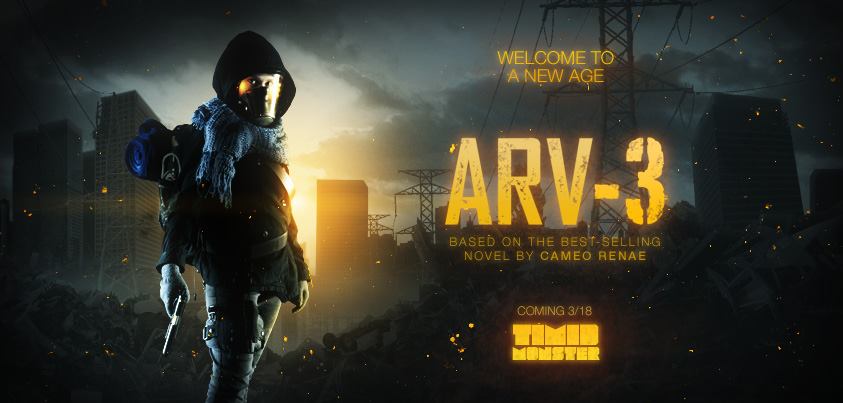 WELCOME TO
A NEW AGE
ARV-3
BASED ON THE BEST-SELLING
NOVEL BY CAMEO RENAE
COMING 3/18
TIMID
MONSTER